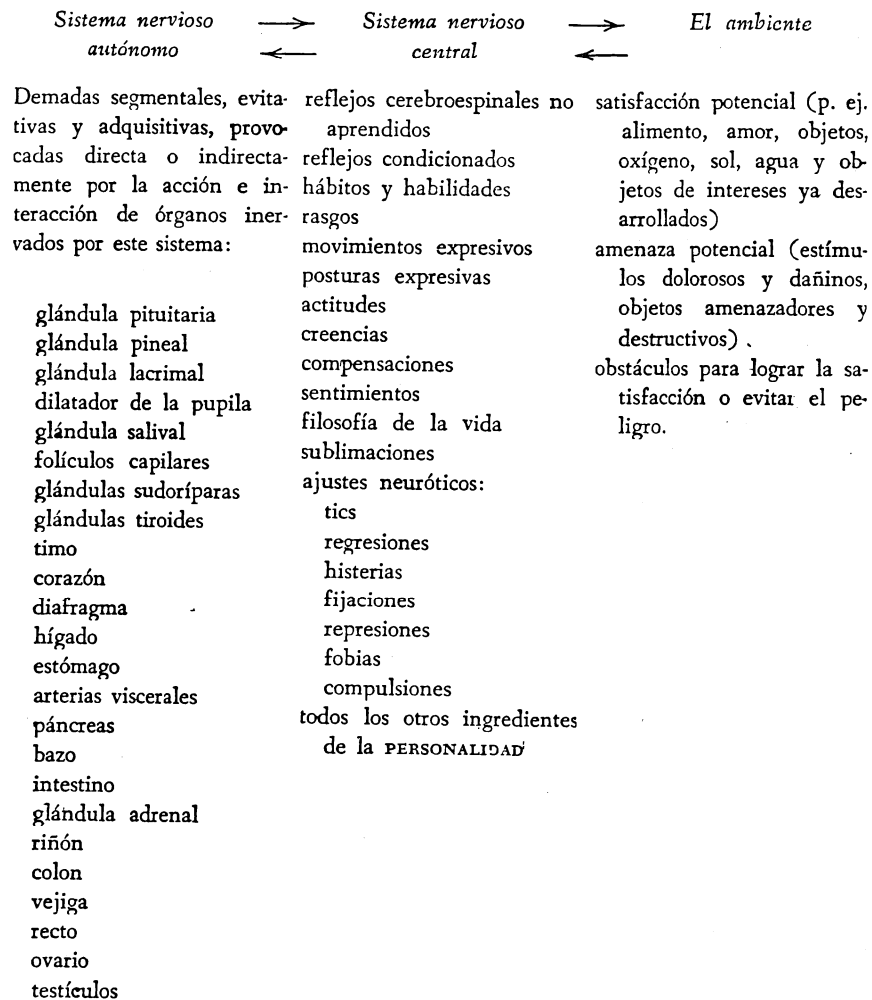 Sistema nervioso
autónomo
Sistema nervioso
central
El ambiente
Demadas segmentales, evita-
tivas y adquisitivas, provo-
cadas directa o indirecta-
mente por la acción e in-
teracción de órganos iner-
vados por este sistema:
glándula pituitaria
glándula pineal
glándula lacrimal
dilatador de la pupila
glándula salival
folículos capilares
glándulas sudoríparas
glándulas tiroides
timo
corazón
diafragma
hígado
estómago
arterias viscerales
páncreas
bazo
intestino
glándula adrenal
riñón
colon
vejiga
recto
ovario
testículos
reflejos cerebroespinales no
aprendidos
reflejos condicionados
hábitos y habilidades
rasgos
movimientos expresivos
posturas expresivas
actitudes
creencias
compensaciones
sentimientos
filosofía de la vida
sublimaciones
ajustes neuróticos:
tics
regresiones
histerias
fijaciones
represiones
fobias
compulsiones
todos los otros ingredientes
de la PERSONALIDAD
satisfacción potencial (p. ej.
alimento, amor, objetos,
oxígeno, sol, agua y ob-
jetos de intereses ya des-
arrollados)
amenaza potencial (estímu-
los dolorosos y dañinos,
objetos amenazadores y
destructivos).
obstáculos para lograr la sa-
tisfacción o evitar el pe-
ligro.